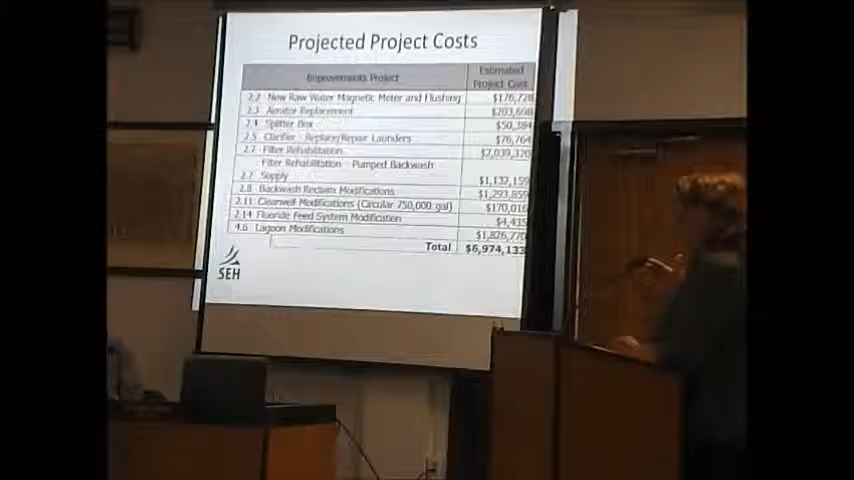 Projected Project Costs
Improvements Project
Estimated
Project Cost
2.2 New Raw Water Magnetic Meter and Flushing $176,728
2.3 Aerator Replacement
2.4 Splitter Box $50,384
2.5 Clarifier - Replace/Repair Launders $76,764
2.7 Filter Rehabilitation $2,039,320
Filter Rehabilitation - Pumped Backwash
2.7 Supply $1,132,159
2.8 Backwash Reclaim Modifications $1,293,859
2.11 Clearwell Modifications (Circular 750,000 gal) $170,016
2.14 Fluoride Feed System Modification $4,435
4.6 Lagoon Modifications $1,826,770
Total $6,974,133
SEH